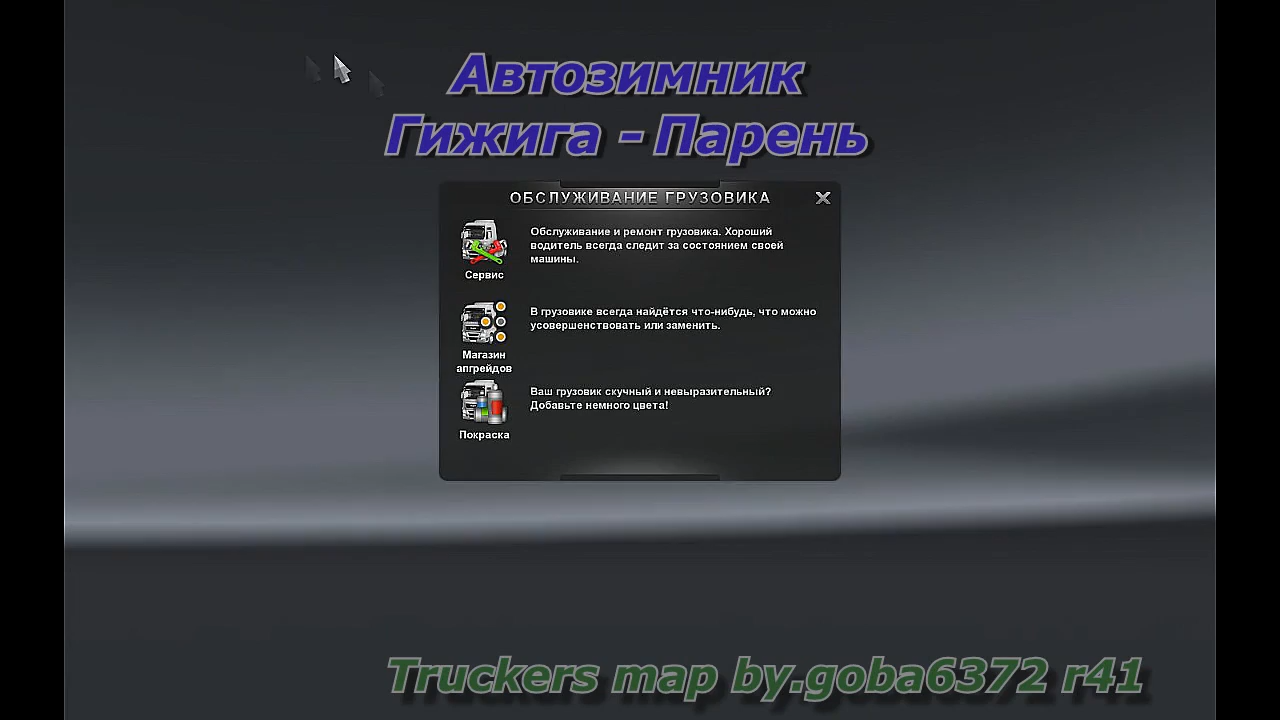 Автозимник
Гижига - Парень
ОБСЛУЖИВАНИЕ ГРУЗОВИКА
Обслуживание и ремонт грузовика. Хороший
водитель всегда следит за состоянием своей
машины.
Сервис
В грузовике всегда найдётся что-нибудь, что можно
усовершенствовать или заменить.
Магазин
апгрейдов
Ваш грузовик скучный и невыразительный?
Добавьте немного цвета!
Покраска
Truckers map by.goba6372 r41